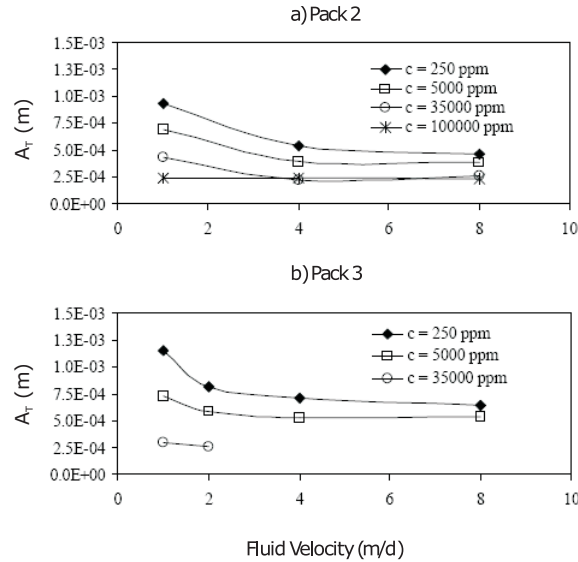 a) Pack 2
1.5E-03
1.3E-03
1.0E-03
7.5E-04
5.0E-04
2.5E-04
0.0E+00
A_T (m)
c = 250 ppm
c = 5000 ppm
c = 35000 ppm
c = 100000 ppm
0 2 4 6 8 10
b) Pack 3
1.5E-03
1.3E-03
1.0E-03
7.5E-04
5.0E-04
2.5E-04
0.0E+00
A_T (m)
c = 250 ppm
c = 5000 ppm
c = 35000 ppm
0 2 4 6 8 10
Fluid Velocity (m/d)